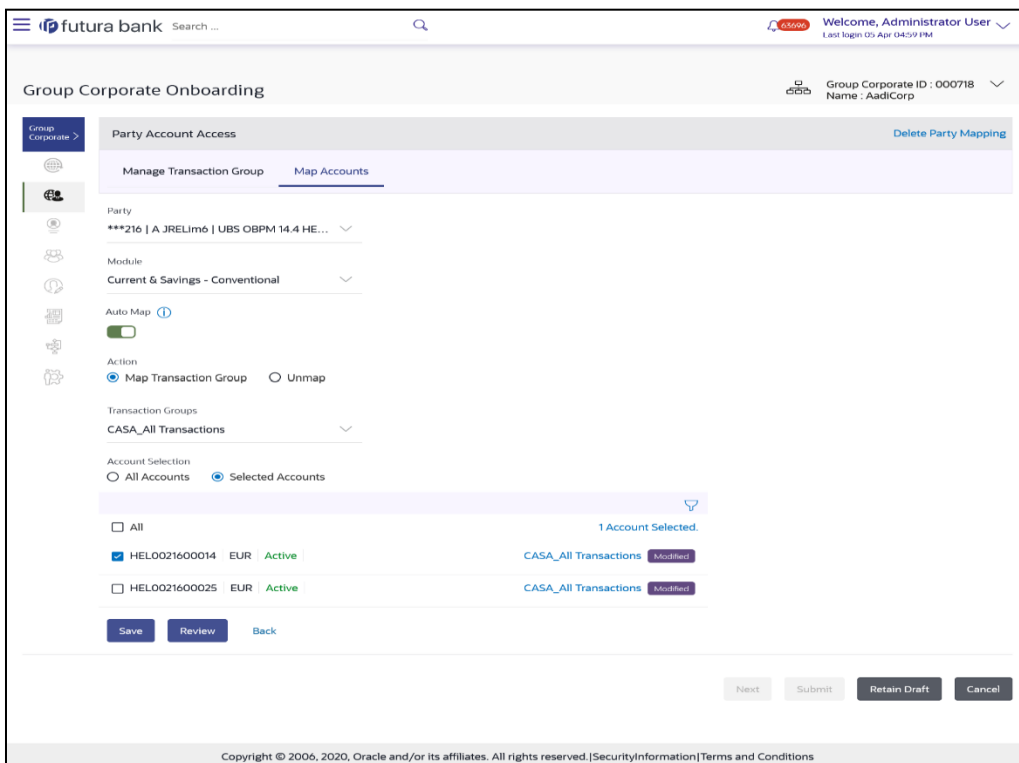 futura bank Search ...
63696
Welcome, Administrator User
Last login 05 Apr 04:59 PM
Group Corporate Onboarding
Group Corporate ID : 000718
Name : AadiCorp
Group
Corporate >
Party Account Access
Delete Party Mapping
Manage Transaction Group
Map Accounts
Party
***216 | A JRELim6 | UBS OBPM 14.4 HE...
Module
Current & Savings - Conventional
Auto Map
Action
Map Transaction Group
Unmap
Transaction Groups
CASA_All Transactions
Account Selection
All Accounts
Selected Accounts
All
1 Account Selected.
HEL0021600014 EUR Active CASA_All Transactions Modified
HEL0021600025 EUR Active CASA_All Transactions Modified
Save Review Back
Next Submit Retain Draft Cancel
Copyright © 2006, 2020, Oracle and/or its affiliates. All rights reserved.|SecurityInformation|Terms and Conditions